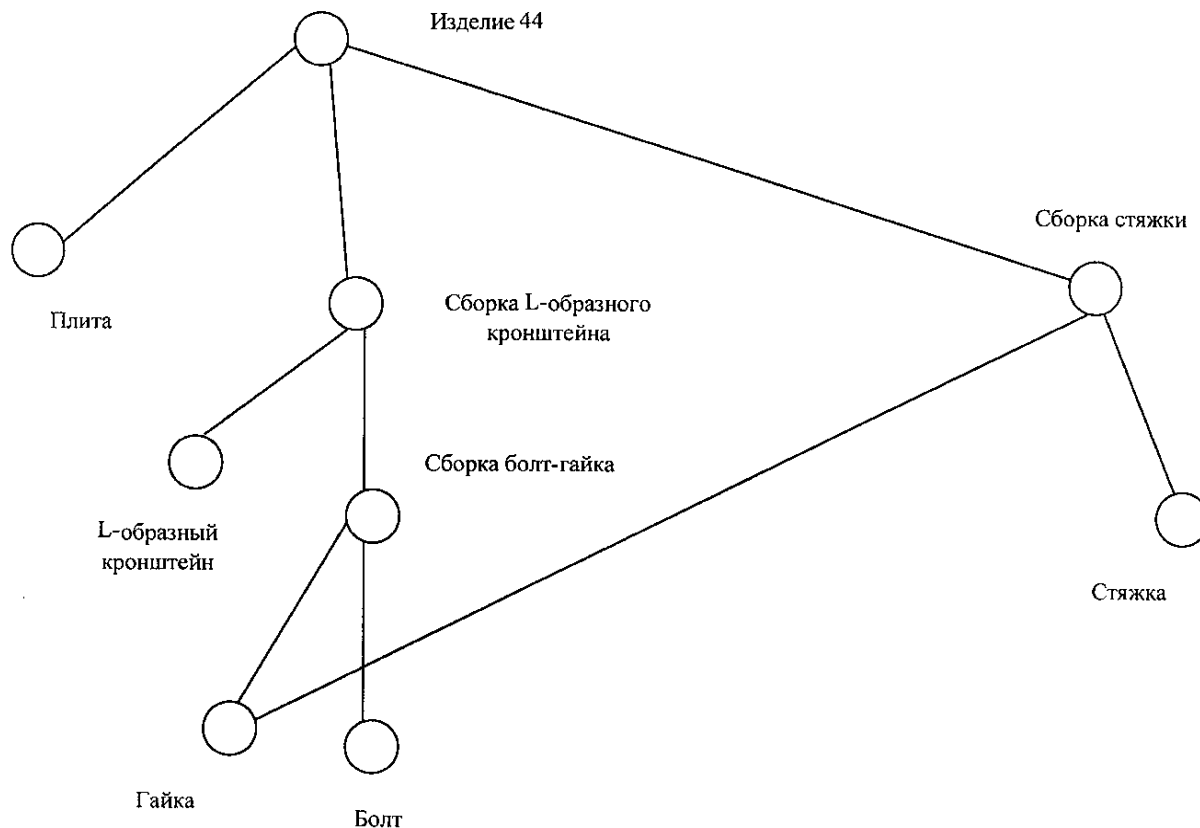 Изделие 44
Сборка стяжки
Плита
Сборка L-образного
кронштейна
Сборка болт-гайка
L-образный
кронштейн
Стяжка
Гайка
Болт